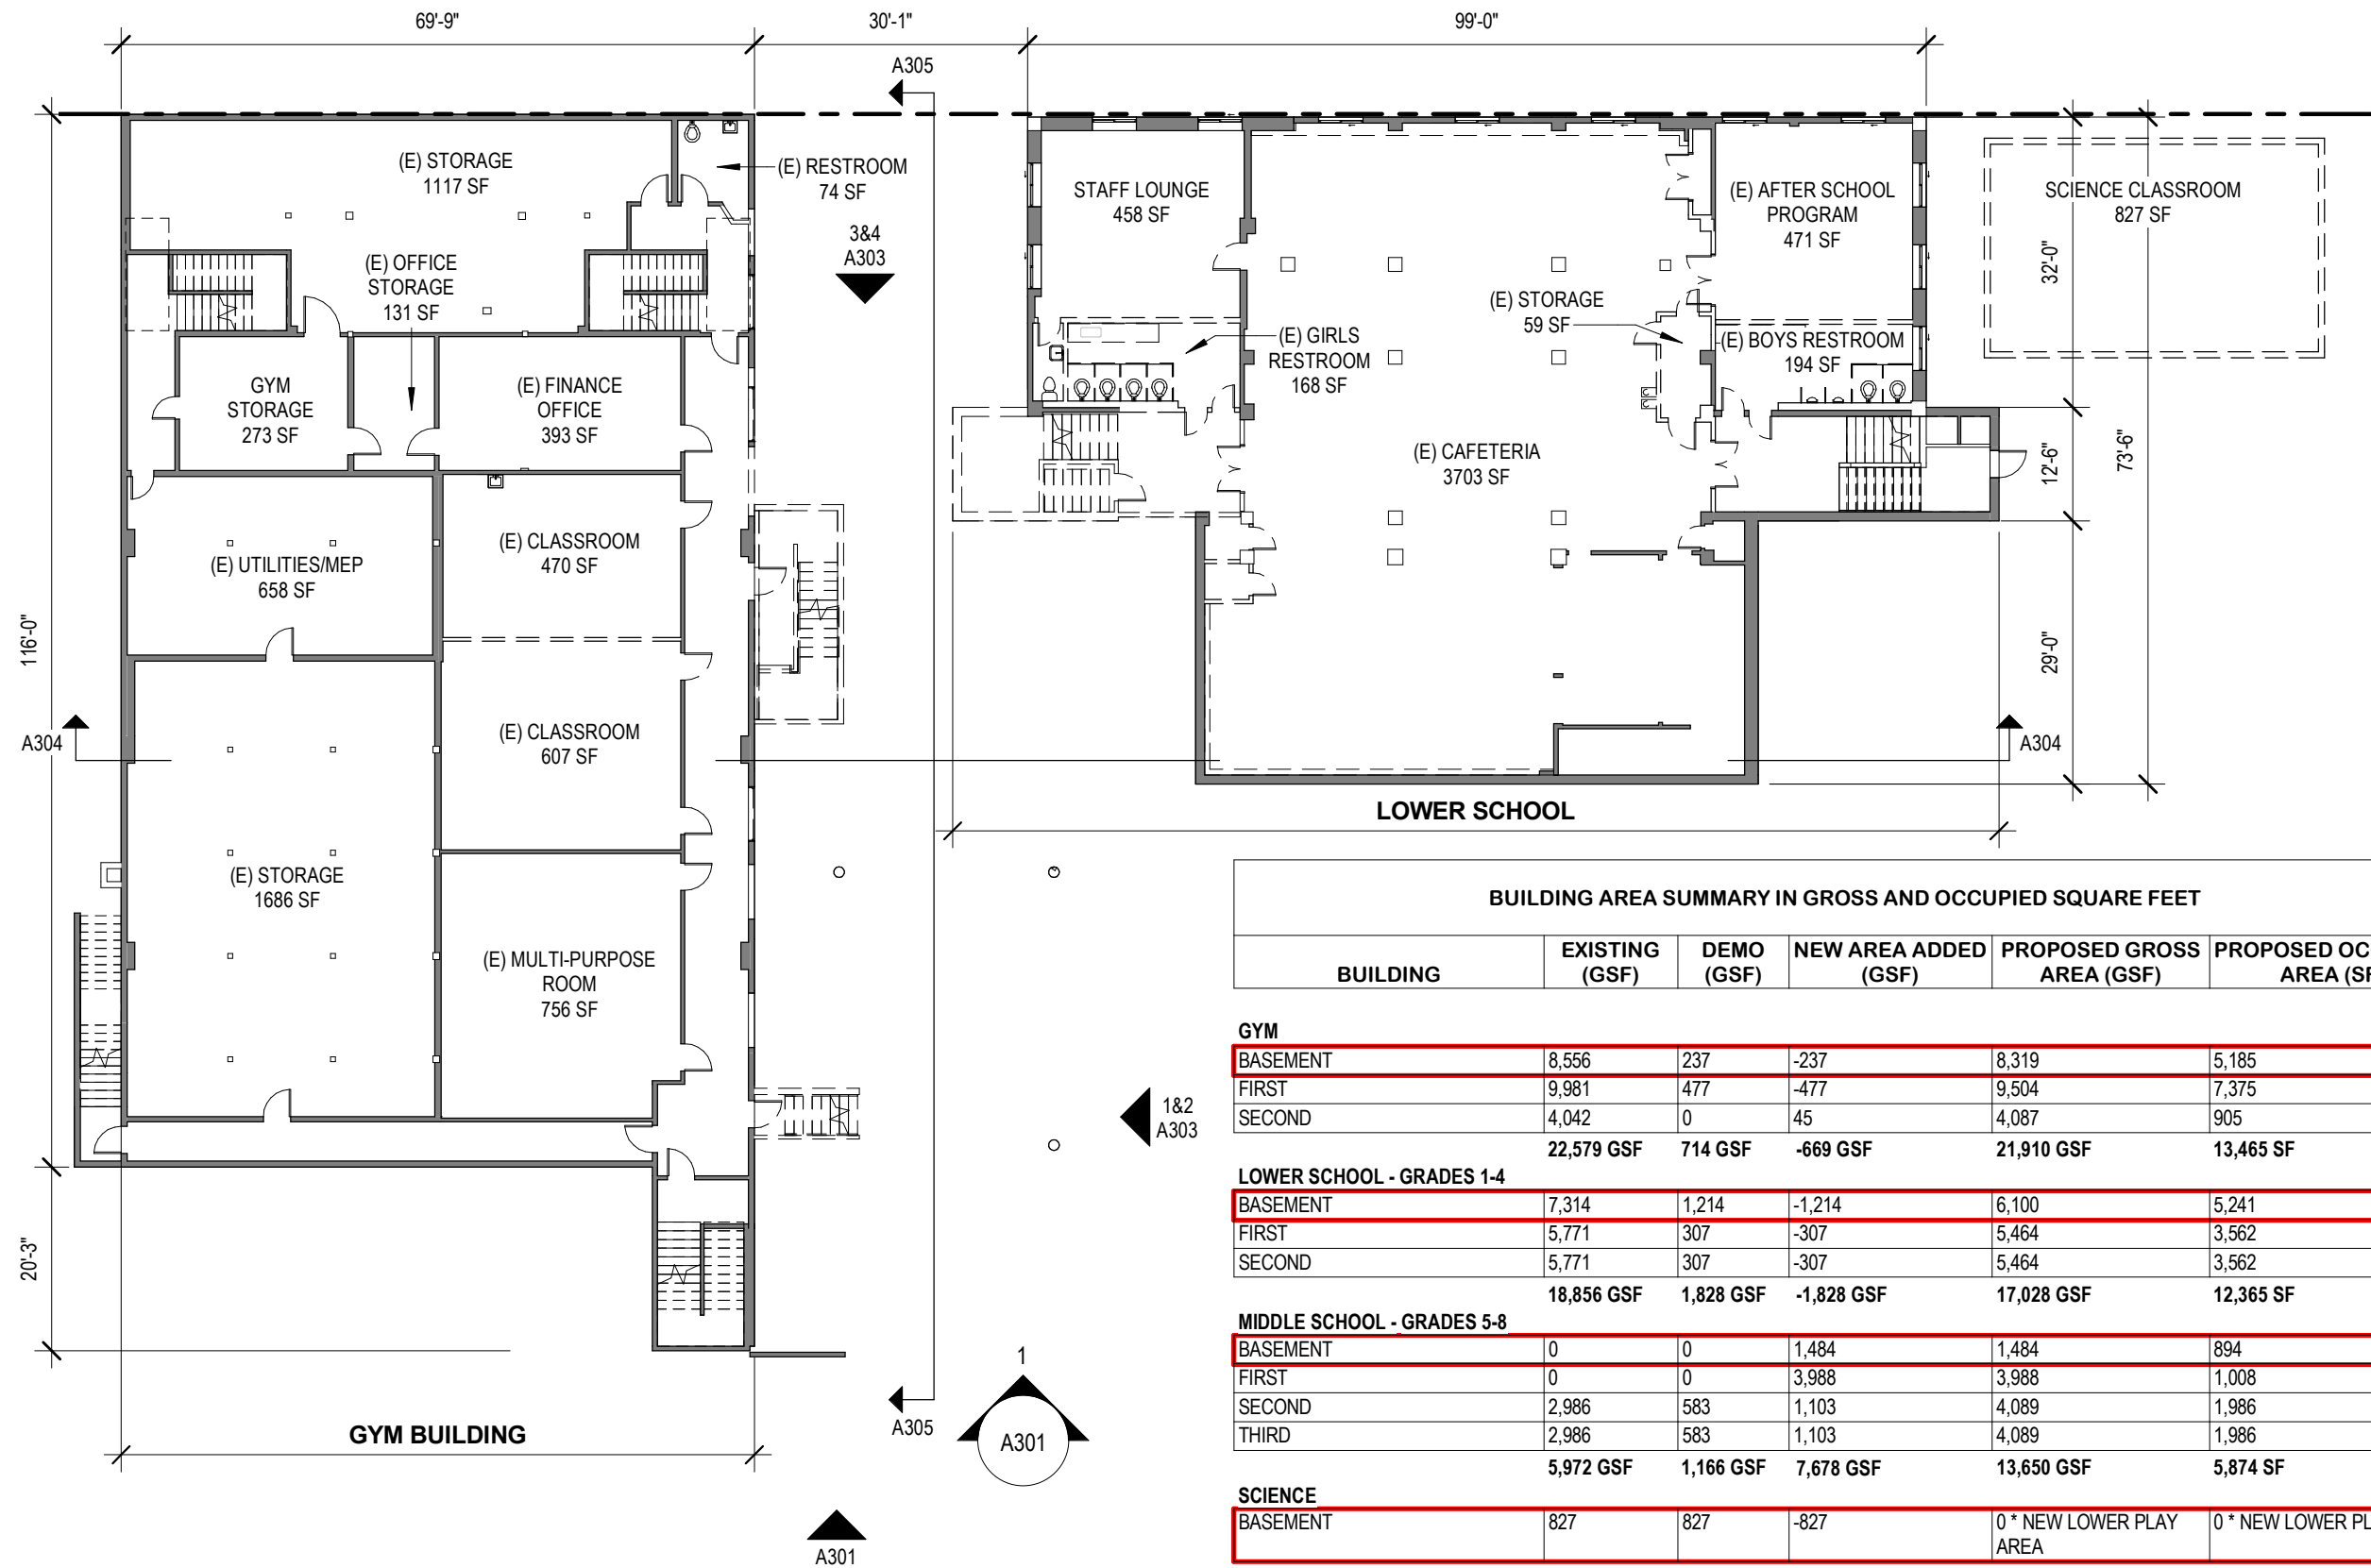 69'-9"
30'-1"
99'-0"
A305
(E) STORAGE
1117 SF
(E) RESTROOM
74 SF
3&4
A303
(E) OFFICE
STORAGE
131 SF
GYM
STORAGE
273 SF
(E) FINANCE
OFFICE
393 SF
(E) UTILITIES/MEP
658 SF
(E) CLASSROOM
470 SF
(E) CLASSROOM
607 SF
116'-0"
A304
(E) STORAGE
1686 SF
(E) MULTI-PURPOSE
ROOM
756 SF
20'-3"
GYM BUILDING
STAFF LOUNGE
458 SF
(E) AFTER SCHOOL
PROGRAM
471 SF
SCIENCE CLASSROOM
827 SF
(E) STORAGE
59 SF
(E) GIRLS
RESTROOM
168 SF
(E) BOYS RESTROOM
194 SF
(E) CAFETERIA
3703 SF
32'-0"
12'-6"
73'-6"
29'-0"
A304
LOWER SCHOOL
1&2
A303
A305
1
A301
A301
BUILDING AREA SUMMARY IN GROSS AND OCCUPIED SQUARE FEET
BUILDING EXISTING (GSF) DEMO (GSF) NEW AREA ADDED (GSF) PROPOSED GROSS AREA (GSF) PROPOSED
GYM
BASEMENT 8,556 237 -237 8,319 5,185
FIRST 9,981 477 -477 9,504 7,375
SECOND 4,042 0 45 4,087 905
22,579 GSF 714 GSF -669 GSF 21,910 GSF 13,465 SF
LOWER SCHOOL - GRADES 1-4
BASEMENT 7,314 1,214 -1,214 6,100 5,241
FIRST 5,771 307 -307 5,464 3,562
SECOND 5,771 307 -307 5,464 3,562
18,856 GSF 1,828 GSF -1,828 GSF 17,028 GSF 12,365 SF
MIDDLE SCHOOL - GRADES 5-8
BASEMENT 0 0 1,484 1,484 894
FIRST 0 0 3,988 3,988 1,008
SECOND 2,986 583 1,103 4,089 1,986
THIRD 2,986 583 1,103 4,089 1,986
5,972 GSF 1,166 GSF 7,678 GSF 13,650 GSF 5,874 SF
SCIENCE
BASEMENT 827 827 -827 0 * NEW LOWER PLAY AREA 0 * NEW LOWER